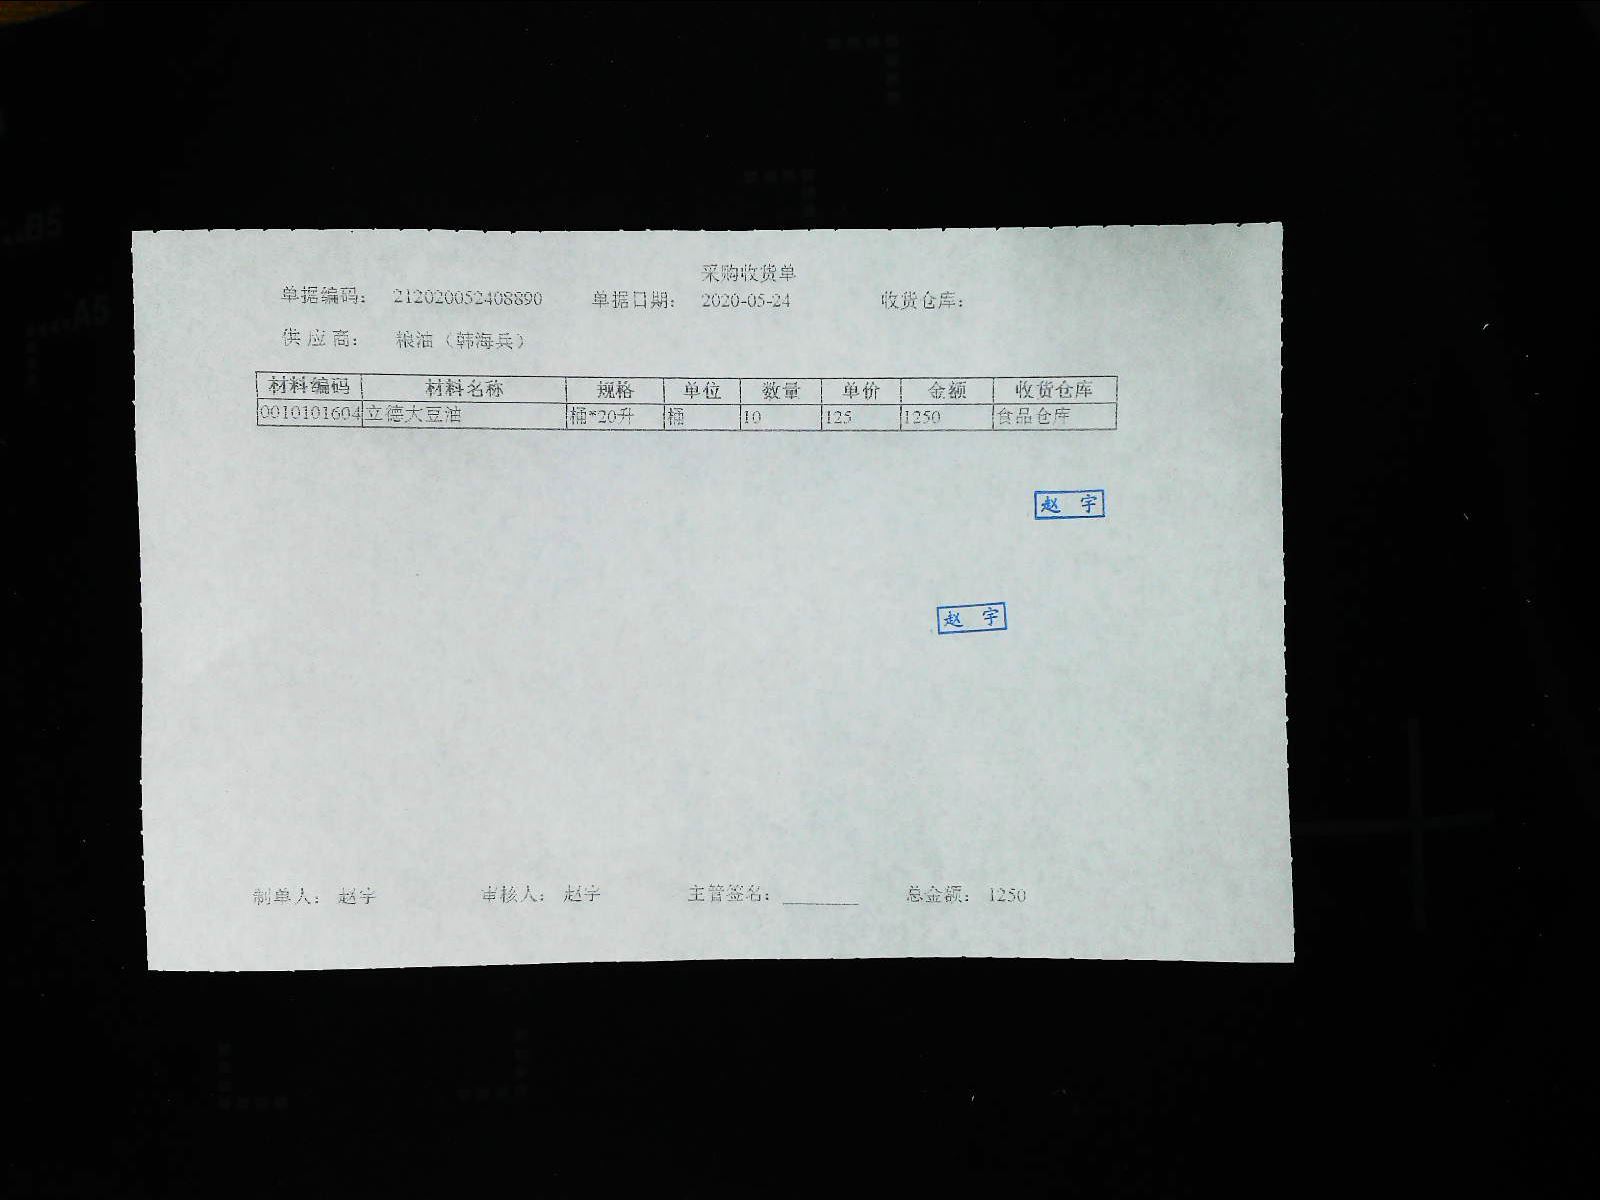 采购收货单
单据编码： 212020052408890 单据日期： 2020-05-24 收货仓库：
供 应 商： 粮油（韩海兵）
材料编码 材料名称 规格 单位 数量 单价 金额 收货仓库
0010101604 立德大豆油 桶*20升 桶 10 125 1250 食品仓库
赵 宇
赵 宇
制单人： 赵宇 审核人： 赵宇 主管签名：________ 总金额： 1250